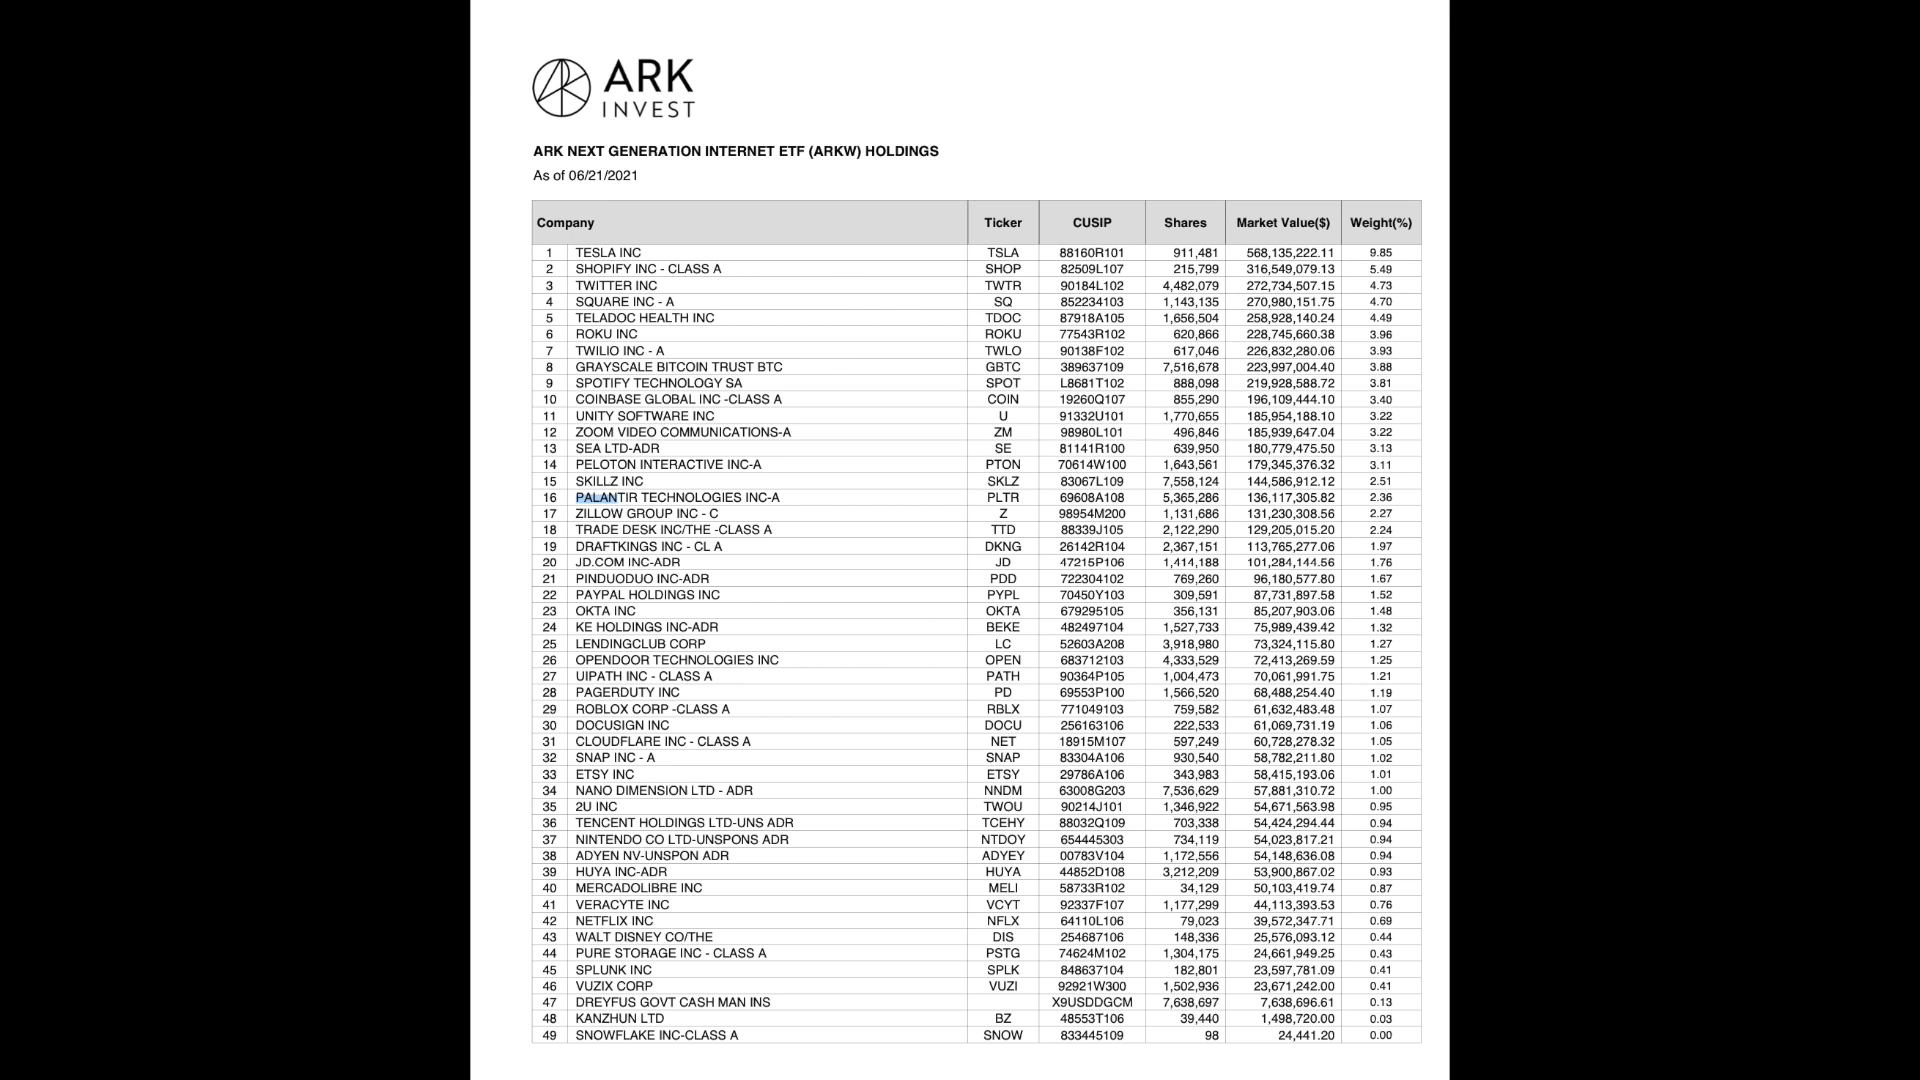 ARK
INVEST
ARK NEXT GENERATION INTERNET ETF (ARKW) HOLDINGS
As of 06/21/2021
Company Ticker CUSIP Shares Market Value($) Weight(%)
1 TESLA INC TSLA 88160R101 911,481 568,135,222.11 9.85
2 SHOPIFY INC - CLASS A SHOP 82509L107 215,799 316,549,079.13 5.49
3 TWITTER INC TWTR 90184L102 4,482,079 272,734,507.15 4.73
4 SQUARE INC - A SQ 852234103 1,143,135 270,980,151.75 4.70
5 TELADOC HEALTH INC TDOC 87918A105 1,656,504 258,928,140.24 4.49
6 ROKU INC ROKU 77543R102 620,866 228,745,660.38 3.96
7 TWILIO INC - A TWLO 90138F102 617,046 226,832,280.06 3.93
8 GRAYSCALE BITCOIN TRUST BTC GBTC 389637109 7,516,678 223,997,004.40 3.88
9 SPOTIFY TECHNOLOGY SA SPOT L8681T102 888,098 219,928,588.72 3.81
10 COINBASE GLOBAL INC -CLASS A COIN 19260Q107 855,290 196,109,444.10 3.40
11 UNITY SOFTWARE INC U 91332U101 1,770,655 185,954,188.10 3.22
12 ZOOM VIDEO COMMUNICATIONS-A ZM 98980L101 496,846 185,939,647.04 3.22
13 SEA LTD-ADR SE 81141R100 639,950 180,779,475.50 3.13
14 PELOTON INTERACTIVE INC-A PTON 70614W100 1,643,561 179,345,376.32 3.11
15 SKILLZ INC SKLZ 83067L109 7,558,124 144,586,912.12 2.51
16 PALANTIR TECHNOLOGIES INC-A PLTR 69608A108 5,365,286 136,117,305.82 2.36
17 ZILLOW GROUP INC - C Z 98954M200 1,131,686 131,230,308.56 2.27
18 TRADE DESK INC/THE -CLASS A TTD 88339J105 2,122,290 129,205,015.20 2.24
19 DRAFTKINGS INC - CL A DKNG 26142R104 2,367,151 113,765,277.06 1.97
20 JD.COM INC-ADR JD 47215P106 1,414,188 101,284,144.56 1.76
21 PINDUODUO INC-ADR PDD 722304102 769,260 96,180,577.80 1.67
22 PAYPAL HOLDINGS INC PYPL 70450Y103 309,591 87,731,897.58 1.52
23 OKTA INC OKTA 679295105 356,131 85,207,903.06 1.48
24 KE HOLDINGS INC-ADR BEKE 482497104 1,527,733 75,989,439.42 1.32
25 LENDINGCLUB CORP LC 52603A208 3,918,980 73,324,115.80 1.27
26 OPENDOOR TECHNOLOGIES INC OPEN 683712103 4,333,529 72,413,269.59 1.25
27 UIPATH INC - CLASS A PATH 90364P105 1,004,473 70,061,991.75 1.21
28 PAGERDUTY INC PD 69553P100 1,566,520 68,488,254.40 1.19
29 ROBLOX CORP -CLASS A RBLX 771049103 759,582 61,632,483.48 1.07
30 DOCUSIGN INC DOCU 256163106 222,533 61,069,731.19 1.06
31 CLOUDFLARE INC - CLASS A NET 18915M107 597,249 60,728,278.32 1.05
32 SNAP INC - A SNAP 83304A106 930,540 58,782,211.80 1.02
33 ETSY INC ETSY 29786A106 343,983 58,415,193.06 1.01
34 NANO DIMENSION LTD - ADR NNDM 63008G203 7,536,629 57,881,310.72 1.00
35 2U INC TWOU 90214J101 1,346,922 54,671,563.98 0.95
36 TENCENT HOLDINGS LTD-UNS ADR TCEHY 88032Q109 703,338 54,424,294.44 0.94
37 NINTENDO CO LTD-UNSPONS ADR NTDOY 654445303 734,119 54,023,817.21 0.94
38 ADYEN NV-UNSPON ADR ADYEY 00783V104 1,172,556 54,148,636.08 0.94
39 HUYA INC-ADR HUYA 44852D108 3,212,209 53,900,867.02 0.93
40 MERCADOLIBRE INC MELI 58733R102 34,129 50,103,419.74 0.87
41 VERACYTE INC VCYT 92337F107 1,177,299 44,113,393.53 0.76
42 NETFLIX INC NFLX 64110L106 79,023 39,572,347.71 0.69
43 WALT DISNEY CO/THE DIS 254687106 148,336 25,576,093.12 0.44
44 PURE STORAGE INC - CLASS A PSTG 74624M102 1,304,175 24,661,949.25 0.43
45 SPLUNK INC SPLK 848637104 182,801 23,597,781.09 0.41
46 VUZIX CORP VUZI 92921W300 1,502,936 23,671,242.00 0.41
47 DREYFUS GOVT CASH MAN INS X9USDDGCM 7,638,697 7,638,696.61 0.13
48 KANZHUN LTD BZ 48553T106 39,440 1,498,720.00 0.03
49 SNOWFLAKE INC-CLASS A SNOW 833445109 98 24,441.20 0.00